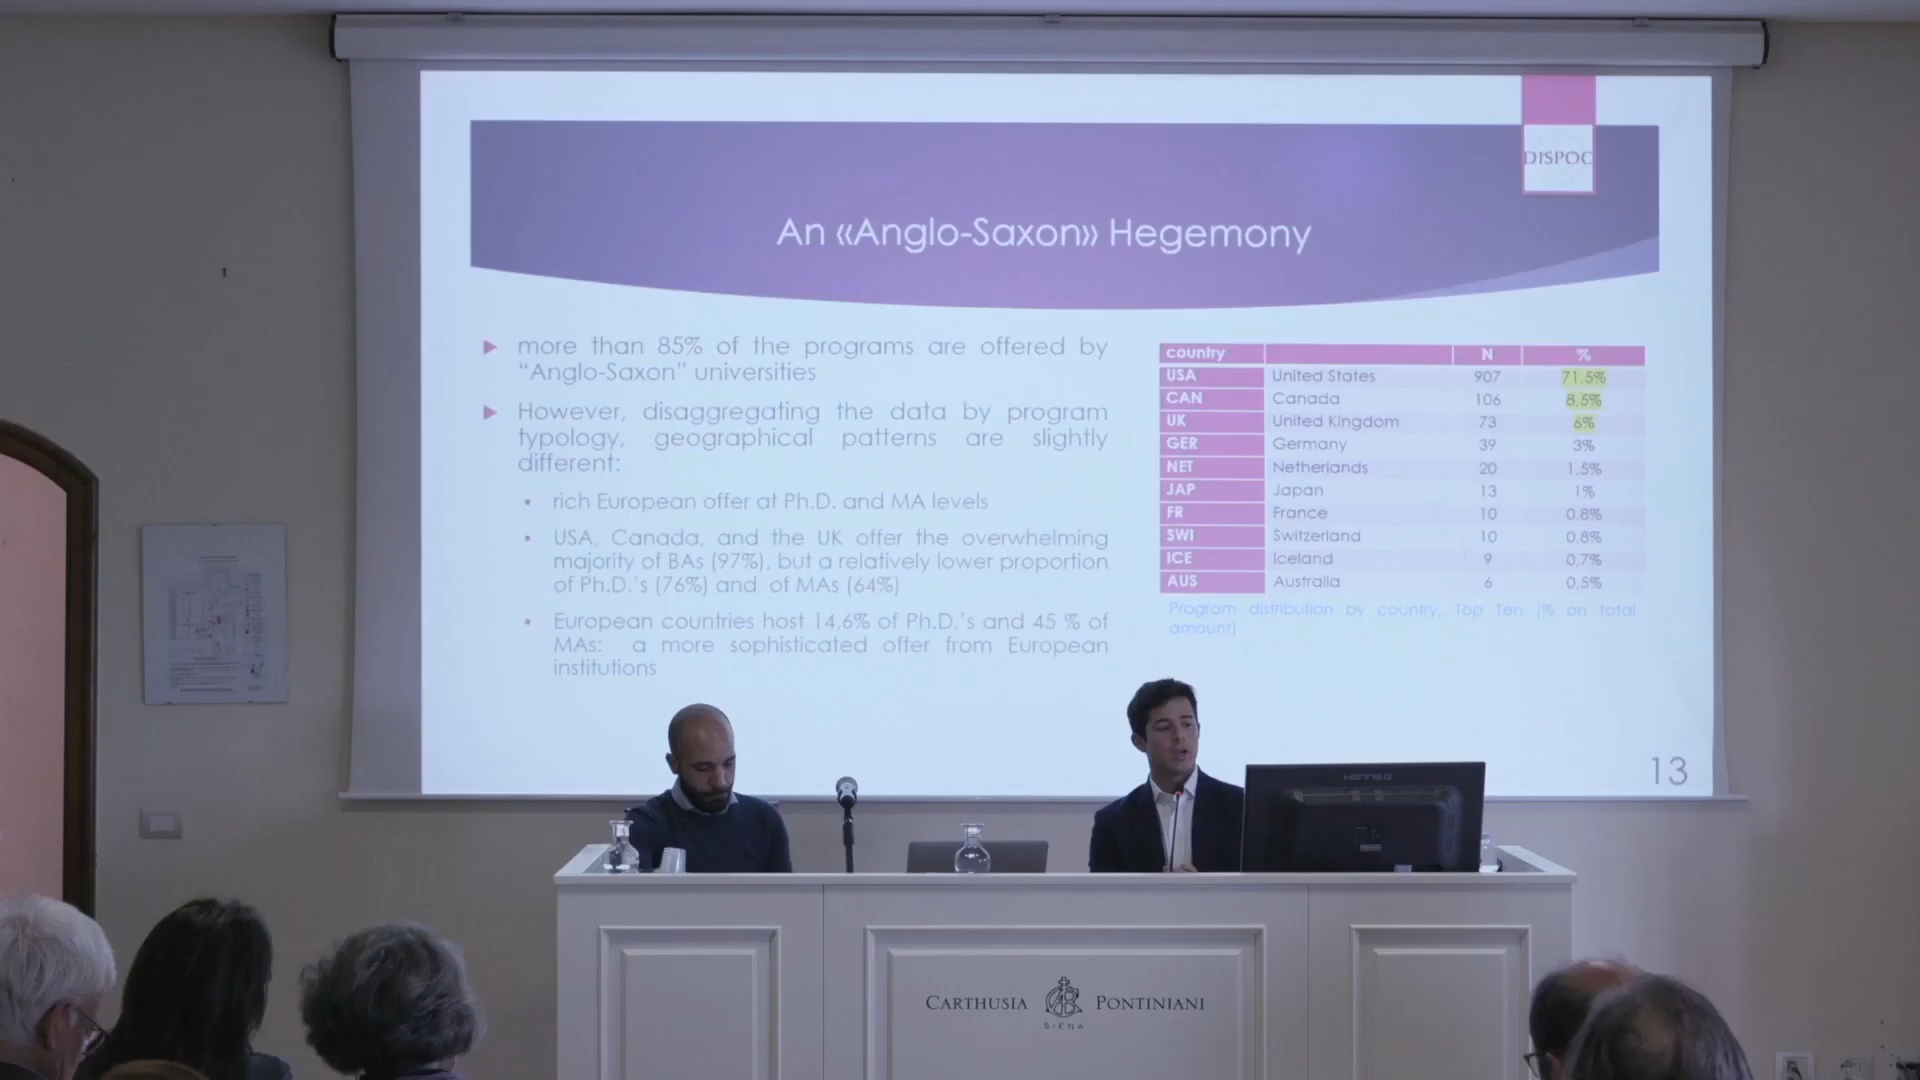 DISPOC
An «Anglo-Saxon» Hegemony
more than 85% of the programs are offered by
“Anglo-Saxon” universities
However, disaggregating the data by program
typology, geographical patterns are slightly
different:
rich European offer at Ph.D. and MA levels
USA, Canada, and the UK offer the overwhelming
majority of BAs (97%), but a relatively lower proportion
of Ph.D.'s (76%) and of MAs (64%)
European countries host 14,6% of Ph.D.'s and 45 % of
MAs: a more sophisticated offer from European
institutions
country N %
USA United States 907 71,5%
CAN Canada 106 8,5%
UK United Kingdom 73 6%
GER Germany 39 3%
NET Netherlands 20 1,5%
JAP Japan 13 1%
FR France 10 0,8%
SWI Switzerland 10 0,8%
ICE Iceland 9 0,7%
AUS Australia 6 0,5%
Program distribution by country. Top Ten (% on total
amount)
13
CARTHUSIA PONTINIANI
SIENA